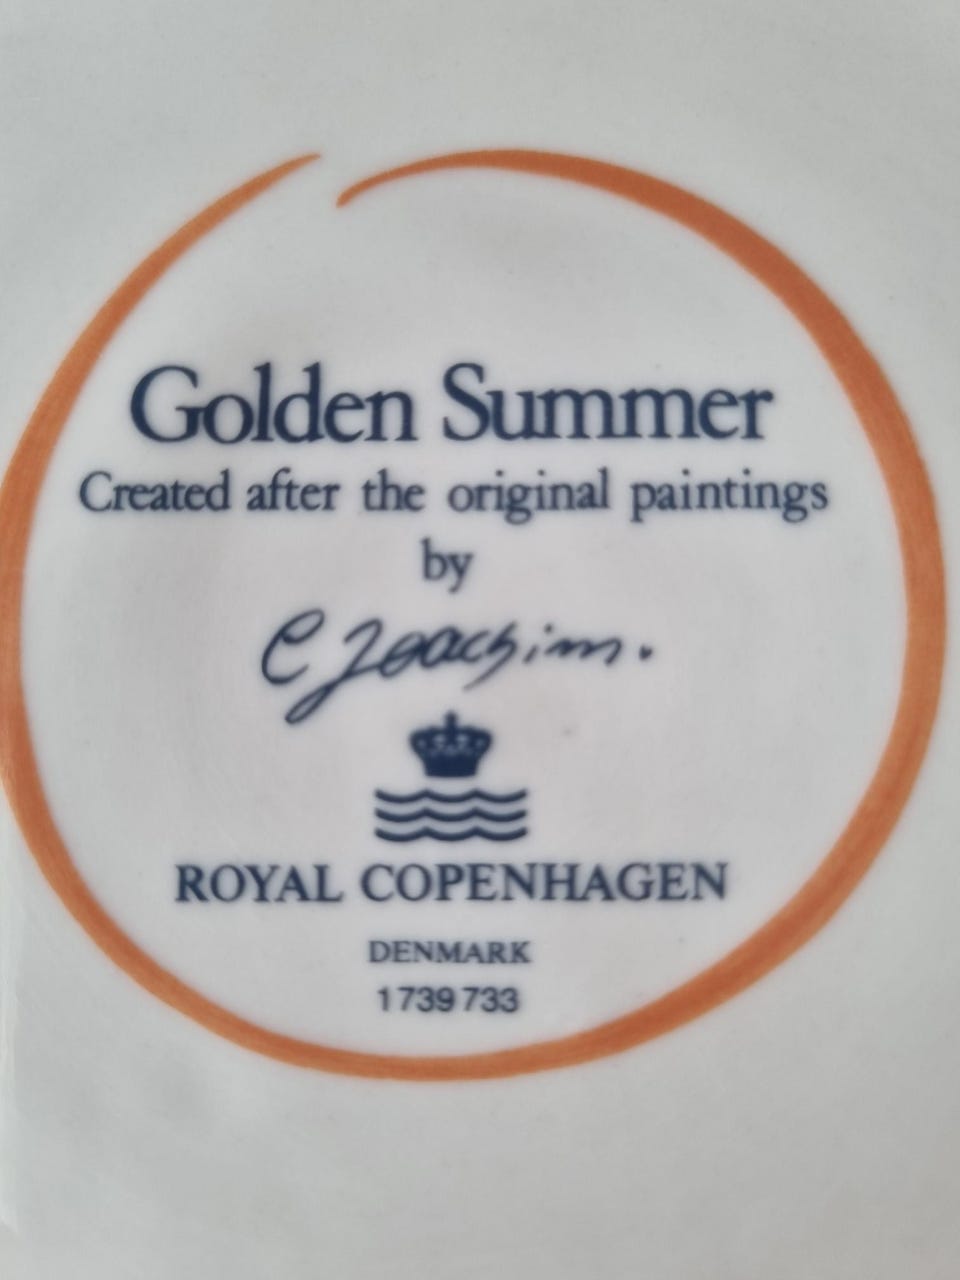 Golden Summer
Created after the original paintings
by
C Joachim.
ROYAL COPENHAGEN
DENMARK
1739733